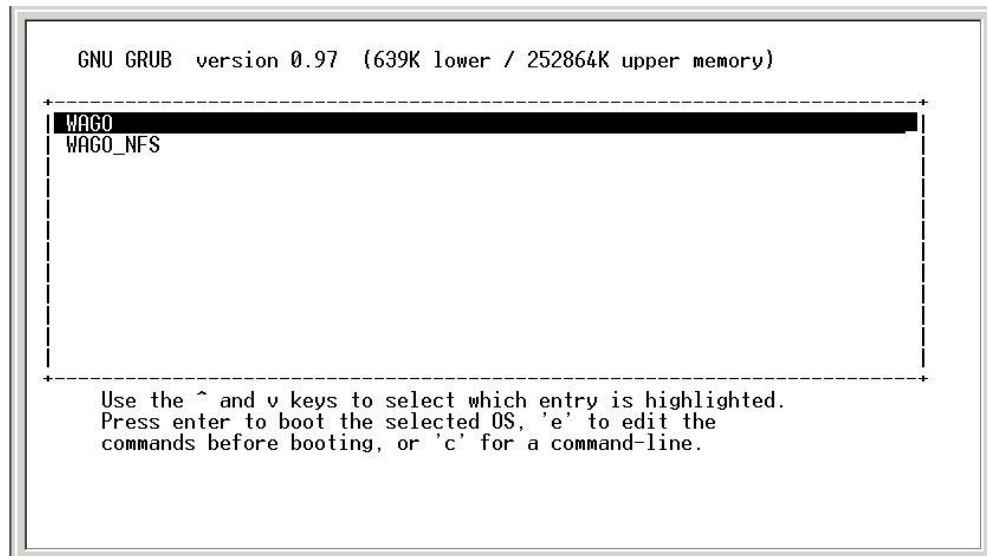 GNU GRUB version 0.97 (639K lower / 252864K upper memory)
WAGO
WAGO_NFS
Use the ^ and v keys to select which entry is highlighted.
Press enter to boot the selected OS, 'e' to edit the
commands before booting, or 'c' for a command-line.